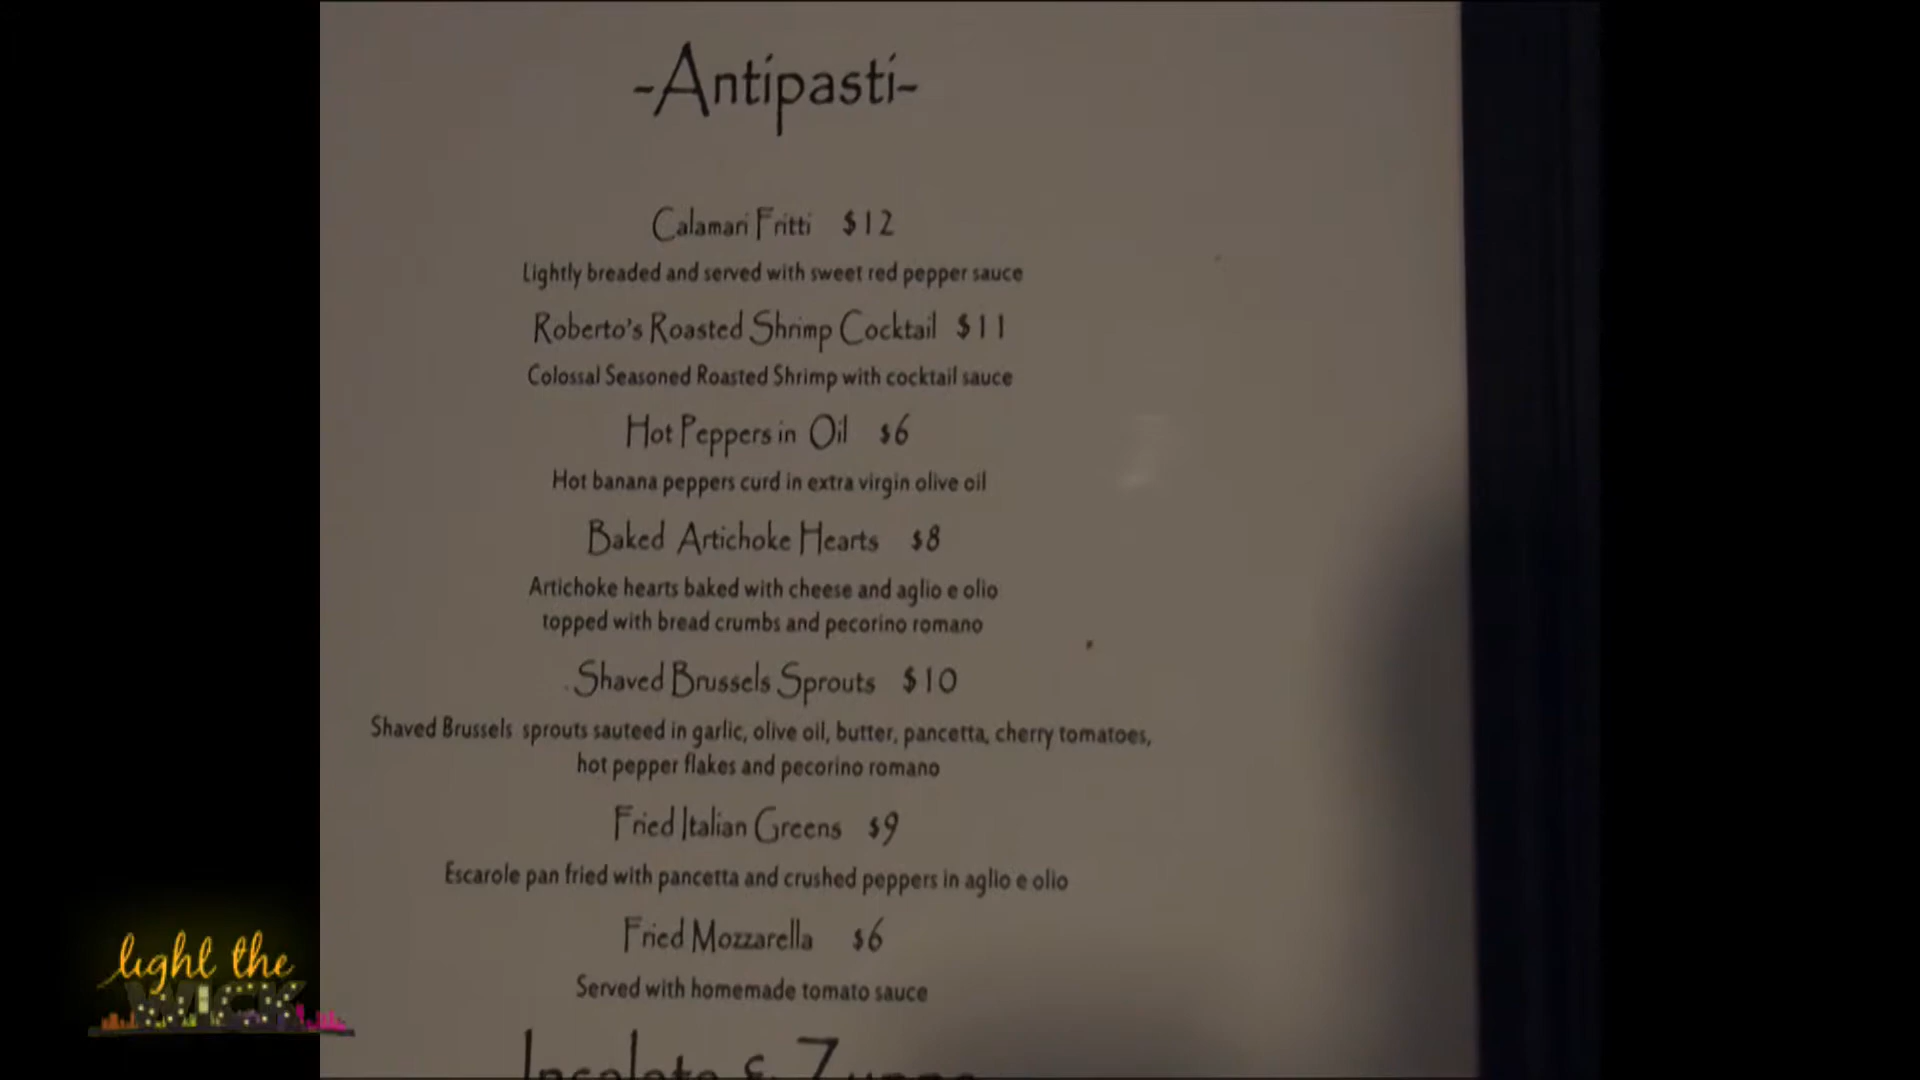 -Antipasti-
Calamari Fritti $12
Lightly breaded and served with sweet red pepper sauce
Roberto's Roasted Shrimp Cocktail $11
Colossal Seasoned Roasted Shrimp with cocktail sauce
Hot Peppers in Oil $6
Hot banana peppers curd in extra virgin olive oil
Baked Artichoke Hearts $8
Artichoke hearts baked with cheese and aglio e olio
topped with bread crumbs and pecorino romano
Shaved Brussels Sprouts $10
Shaved Brussels sprouts sauteed in garlic, olive oil, butter, pancetta, cherry tomatoes,
hot pepper flakes and pecorino romano
Fried Italian Greens $9
Escarole pan fried with pancetta and crushed peppers in aglio e olio
Fried Mozzarella $6
Served with homemade tomato sauce
light the
WICK